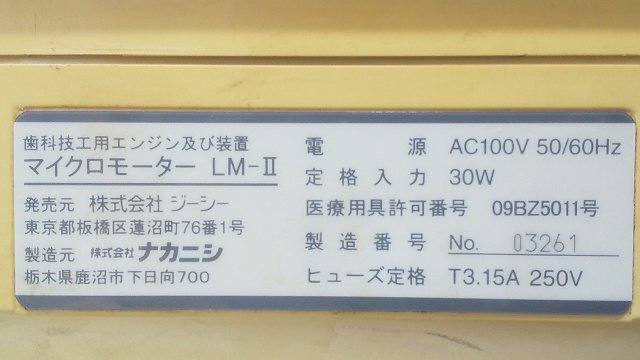 歯科技工用エンジン及び装置
マイクロモーター LM-Ⅱ
発売元 株式会社 ジーシー
東京都板橋区蓮沼町76番1号
製造元 株式会社 ナカニシ
栃木県鹿沼市下日向700
電源 AC100V 50/60Hz
定格入力 30W
医療用具許可番号 09BZ5011号
製造番号 No. 03261
ヒューズ定格 T3.15A 250V